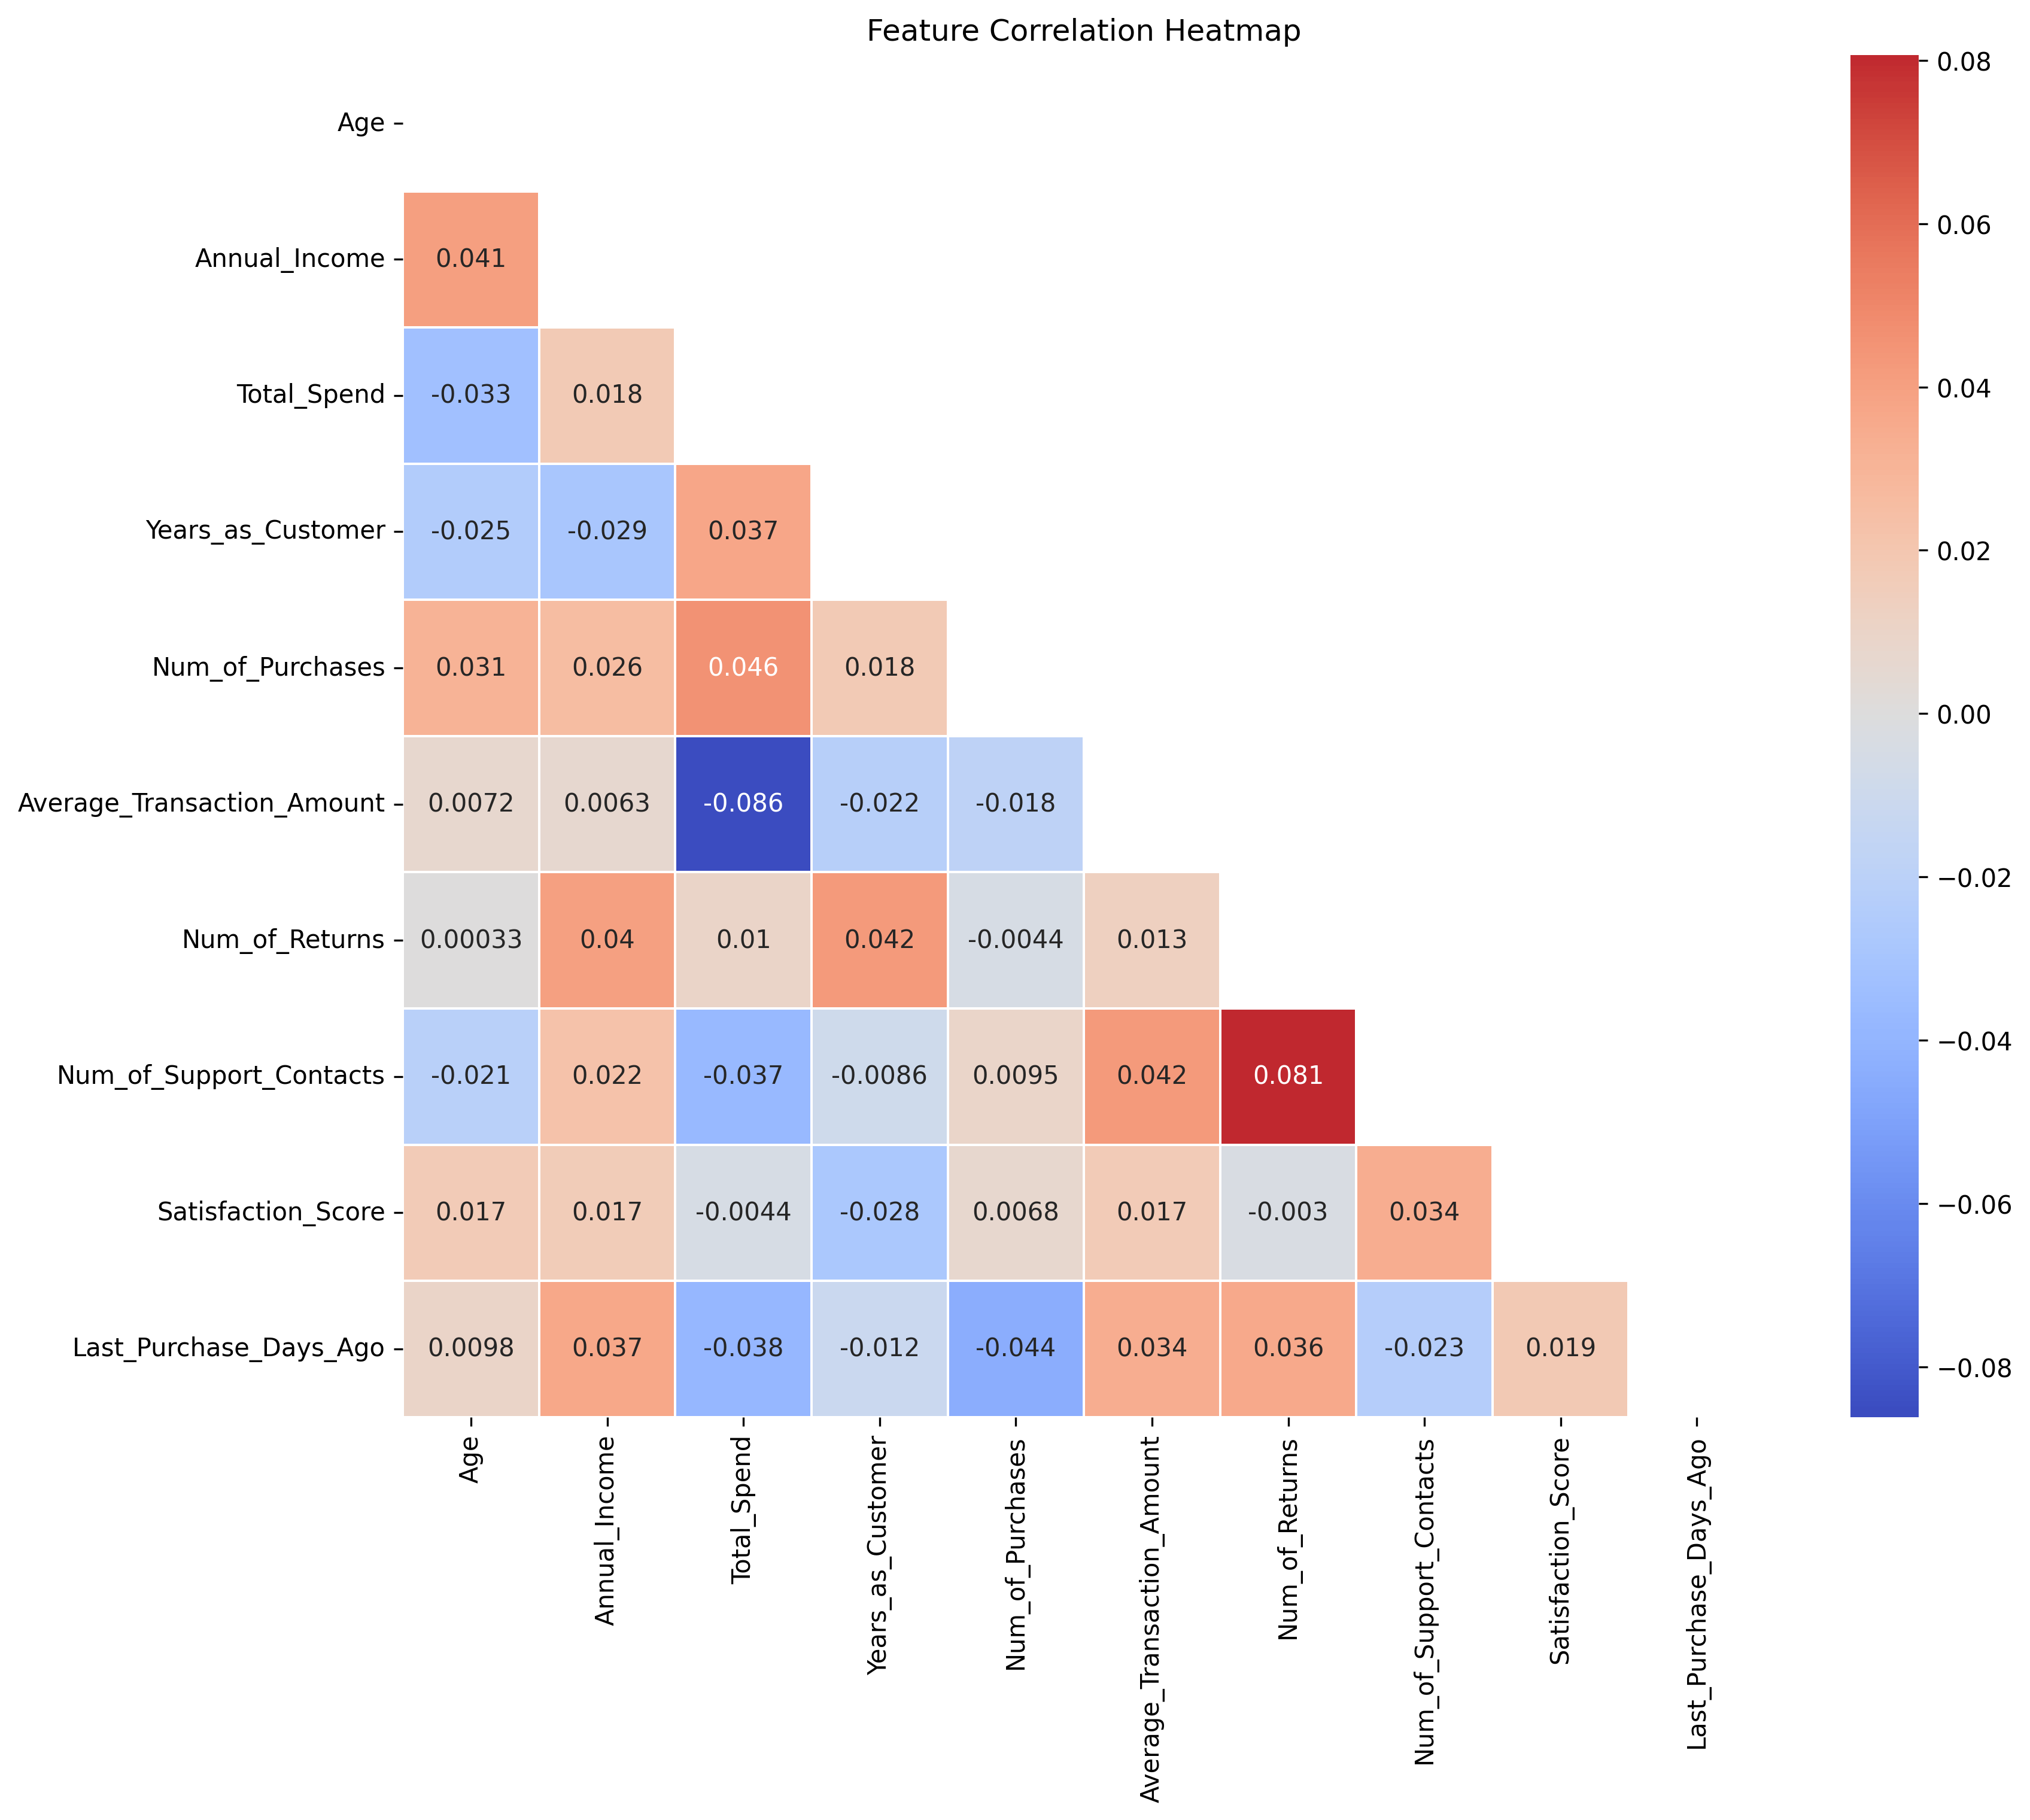 Feature Correlation Heatmap
Age
Annual_Income 0.041
Total_Spend -0.033 0.018
Years_as_Customer -0.025 -0.029 0.037
Num_of_Purchases 0.031 0.026 0.046 0.018
Average_Transaction_Amount 0.0072 0.0063 -0.086 -0.022 -0.018
Num_of_Returns 0.00033 0.04 0.01 0.042 -0.0044 0.013
Num_of_Support_Contacts -0.021 0.022 -0.037 -0.0086 0.0095 0.042 0.081
Satisfaction_Score 0.017 0.017 -0.0044 -0.028 0.0068 0.017 -0.003 0.034
Last_Purchase_Days_Ago 0.0098 0.037 -0.038 -0.012 -0.044 0.034 0.036 -0.023 0.019
Age
Annual_Income
Total_Spend
Years_as_Customer
Num_of_Purchases
Average_Transaction_Amount
Num_of_Returns
Num_of_Support_Contacts
Satisfaction_Score
Last_Purchase_Days_Ago
0.08
0.06
0.04
0.02
0.00
−0.02
−0.04
−0.06
−0.08